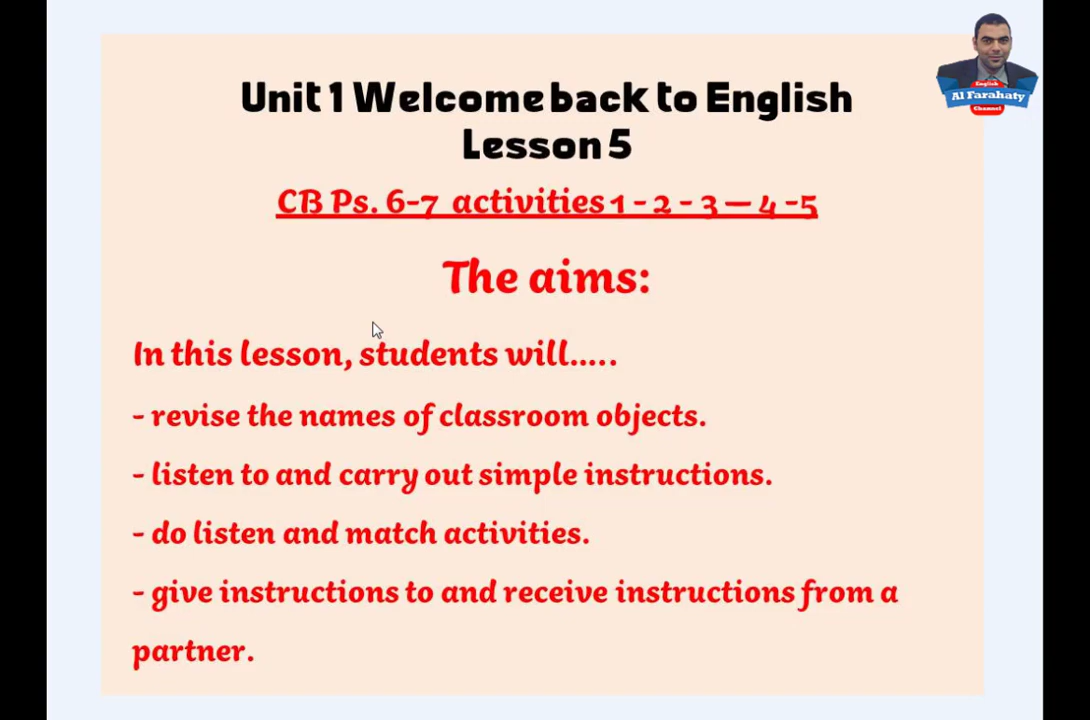 Unit 1 Welcome back to English
Lesson 5
CB Ps. 6-7 activities 1 - 2 - 3 – 4 -5
The aims:
In this lesson, students will.....
- revise the names of classroom objects.
- listen to and carry out simple instructions.
- do listen and match activities.
- give instructions to and receive instructions from a
partner.
English
Al Farahaty
Channel